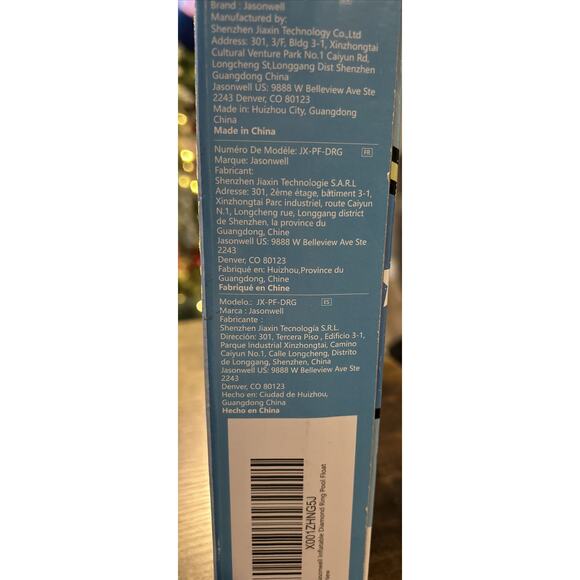 Brand : Jasonwell
Manufactured by:
Shenzhen Jiaxin Technology Co.,Ltd
Address: 301, 3/F, Bldg 3-1, Xinzhongtai
Cultural Venture Park No.1 Caiyun Rd,
Longcheng St,Longgang Dist Shenzhen
Guangdong China
Jasonwell US: 9888 W Belleview Ave Ste
2243 Denver, CO 80123
Made in: Huizhou City, Guangdong
China
Made in China
Numéro De Modéle: JX-PF-DRG FR
Marque: Jasonwell
Fabricant:
Shenzhen Jiaxin Technologie S.A.R.L
Adresse: 301, 2ème étage, bâtiment 3-1,
Xinzhongtai Parc industriel, route Caiyun
N.1, Longcheng rue, Longgang district
de Shenzhen, la province du
Guangdong, Chine
Jasonwell US: 9888 W Belleview Ave Ste
2243
Denver, CO 80123
Fabriqué en: Huizhou,Province du
Guangdong, Chine
Fabriqué en Chine
Modelo.: JX-PF-DRG ES
Marca : Jasonwell
Fabricante :
Shenzhen Jiaxin Tecnología S.R.L.
Dirección: 301, Tercera Piso , Edificio 3-1,
Parque Industrial Xinzhongtai, Camino
Caiyun No.1, Calle Longcheng, Distrito
de Longgang, Shenzhen, China
Jasonwell US: 9888 W Belleview Ave Ste
2243
Denver, CO 80123
Hecho en: Ciudad de Huizhou,
Guangdong China
Hecho en China
X001ZHNG5J
Jasonwell Inflatable Diamond Ring Pool Float
New